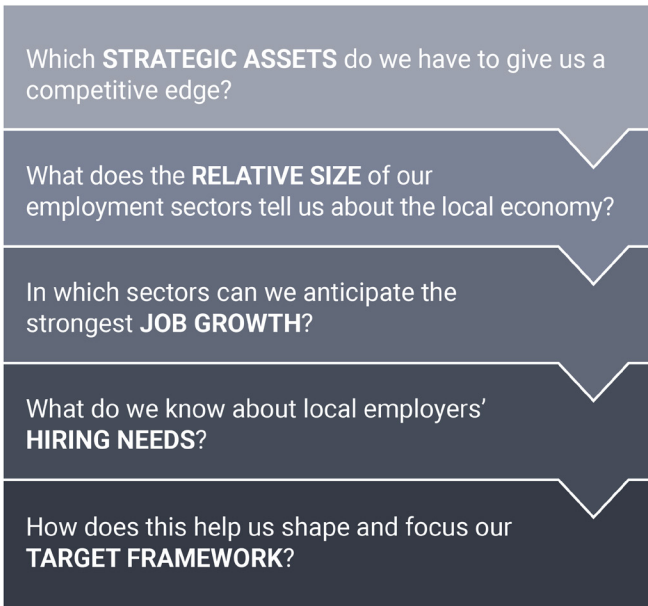 Which STRATEGIC ASSETS do we have to give us a
competitive edge?
What does the RELATIVE SIZE of our
employment sectors tell us about the local economy?
In which sectors can we anticipate the
strongest JOB GROWTH?
What do we know about local employers’
HIRING NEEDS?
How does this help us shape and focus our
TARGET FRAMEWORK?